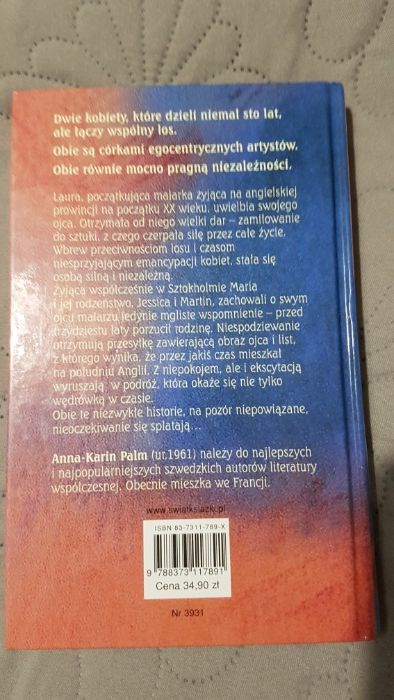 Dwie kobiety, które dzieli niemal sto lat,
ale łączy wspólny los.
Obie są córkami egocentrycznych artystów.
Obie równie mocno pragną niezależności.
Laura, początkująca malarka żyjąca na angielskiej
prowincji na początku XX wieku, uwielbia swojego
ojca. Otrzymała od niego wielki dar – zamiłowanie
do sztuki, z czego czerpała siłę przez całe życie.
Wbrew przeciwnościom losu i czasom
niesprzyjającym emancypacji kobiet, stała się
osobą silną i niezależną.
Żyjąca współcześnie w Sztokholmie Maria
i jej rodzeństwo, Jessica i Martin, zachowali o swym
ojcu malarzu jedynie mgliste wspomnienie – przed
trzydziestu laty porzucił rodzinę. Niespodziewanie
otrzymują przesyłkę zawierającą obraz ojca i list,
z którego wynika, że przez jakiś czas mieszkał
na południu Anglii. Z niepokojem, ale i ekscytacją
wyruszają w podróż, która okaże się nie tylko
wędrówką w czasie.
Obie te niezwykłe historie, na pozór niepowiązane,
nieoczekiwanie się splatają...
Anna-Karin Palm (ur.1961) należy do najlepszych
i najpopularniejszych szwedzkich autorów literatury
współczesnej. Obecnie mieszka we Francji.
www.swiatksiazki.pl
ISBN 83-7311-789-X
9 788373 117891
Cena 34,90 zł
Nr 3931